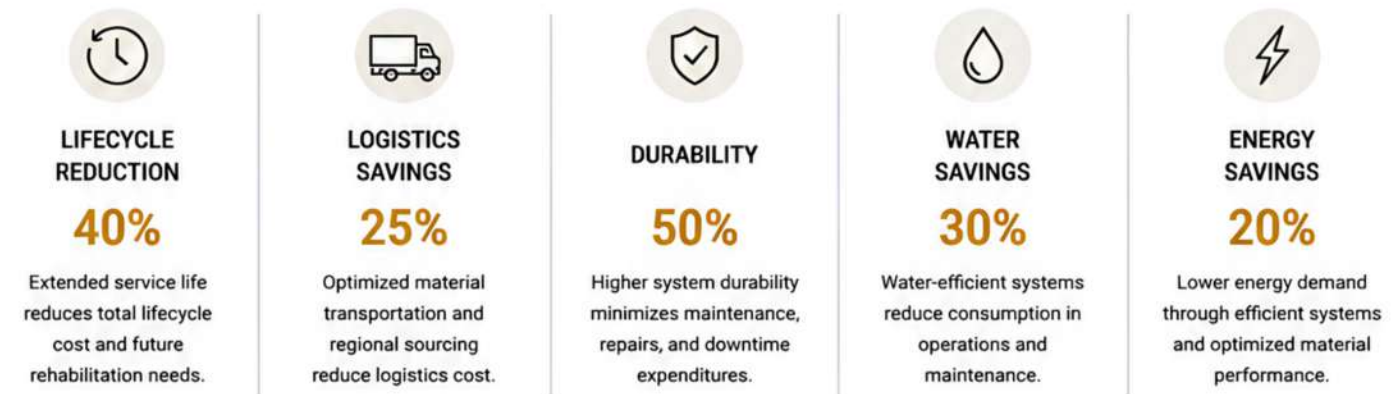 LIFECYCLE
REDUCTION
40%
Extended service life
reduces total lifecycle
cost and future
rehabilitation needs.
LOGISTICS
SAVINGS
25%
Optimized material
transportation and
regional sourcing
reduce logistics cost.
DURABILITY
50%
Higher system durability
minimizes maintenance,
repairs, and downtime
expenditures.
WATER
SAVINGS
30%
Water-efficient systems
reduce consumption in
operations and
maintenance.
ENERGY
SAVINGS
20%
Lower energy demand
through efficient systems
and optimized material
performance.